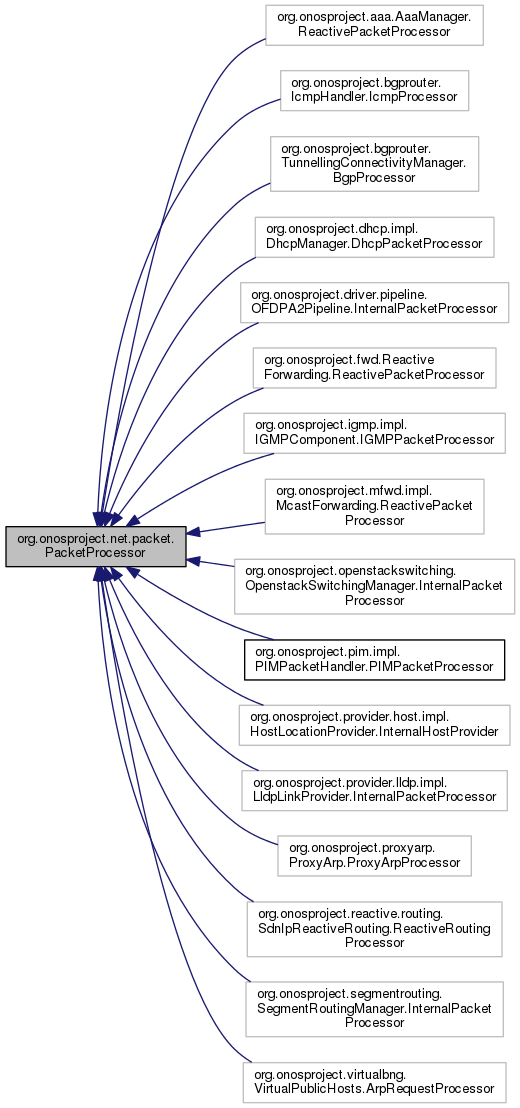 org.onosproject.aaa.AaaManager.
ReactivePacketProcessor
org.onosproject.bgprouter.
IcmpHandler.IcmpProcessor
org.onosproject.bgprouter.
TunnellingConnectivityManager.
BgpProcessor
org.onosproject.dhcp.impl.
DhcpManager.DhcpPacketProcessor
org.onosproject.driver.pipeline.
OFDPA2Pipeline.InternalPacketProcessor
org.onosproject.fwd.Reactive
Forwarding.ReactivePacketProcessor
org.onosproject.igmp.impl.
IGMPComponent.IGMPPacketProcessor
org.onosproject.mfwd.impl.
McastForwarding.ReactivePacket
Processor
org.onosproject.net.packet.
PacketProcessor
org.onosproject.openstackswitching.
OpenstackSwitchingManager.InternalPacket
Processor
org.onosproject.pim.impl.
PIMPacketHandler.PIMPacketProcessor
org.onosproject.provider.host.impl.
HostLocationProvider.InternalHostProvider
org.onosproject.provider.lldp.impl.
LldpLinkProvider.InternalPacketProcessor
org.onosproject.proxyarp.
ProxyArp.ProxyArpProcessor
org.onosproject.reactive.routing.
SdnIpReactiveRouting.ReactiveRouting
Processor
org.onosproject.segmentrouting.
SegmentRoutingManager.InternalPacket
Processor
org.onosproject.virtualbng.
VirtualPublicHosts.ArpRequestProcessor